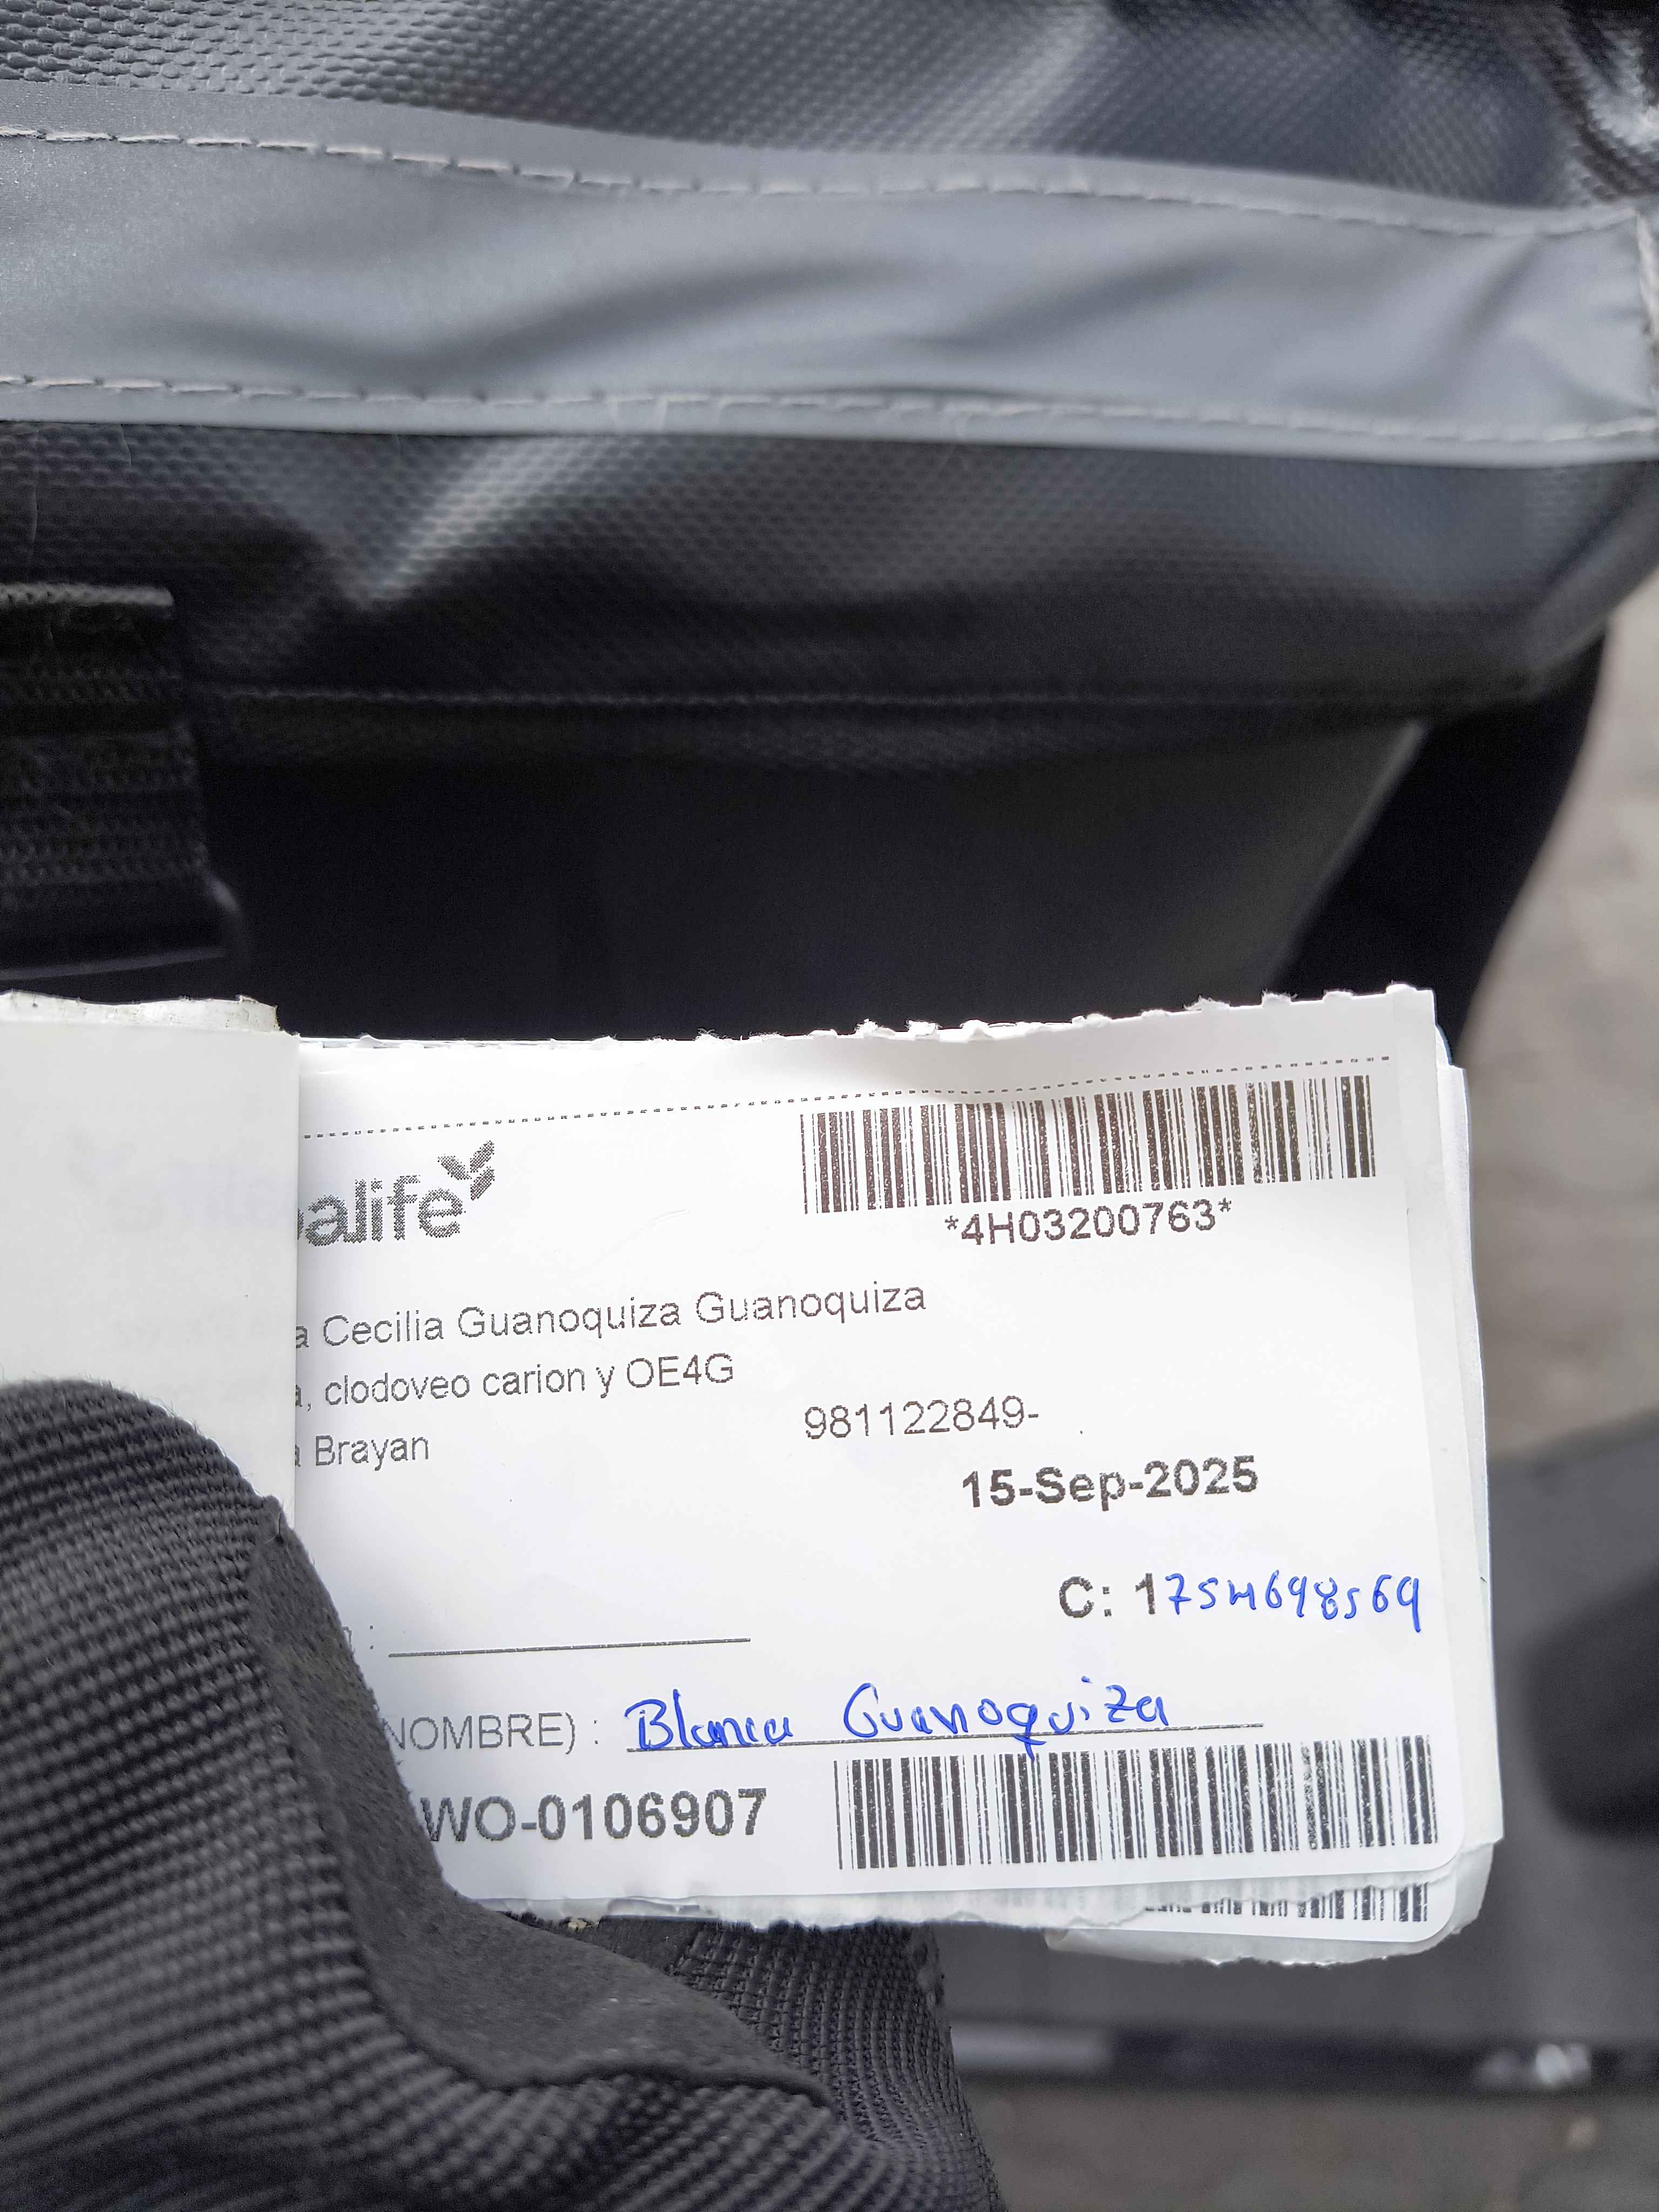 alife
*4H03200763*
a Cecilia Guanoquiza Guanoquiza
a, clodoveo carion y OE4G
a Brayan
981122849-
15-Sep-2025
C: 1754698569
n :
NOMBRE) : Blanca Guanoquiza
WO-0106907